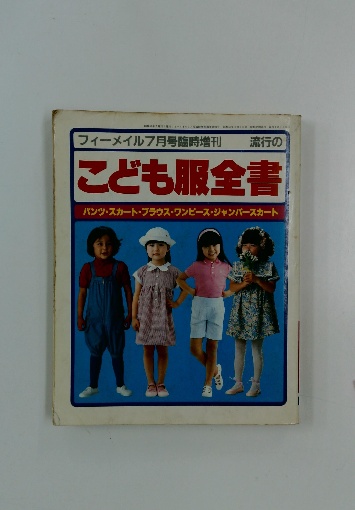 フィーメイル7月号臨時増刊 流行の
こども服全書
パンツ・スカート・ブラウス・ワンピース・ジャンパースカート